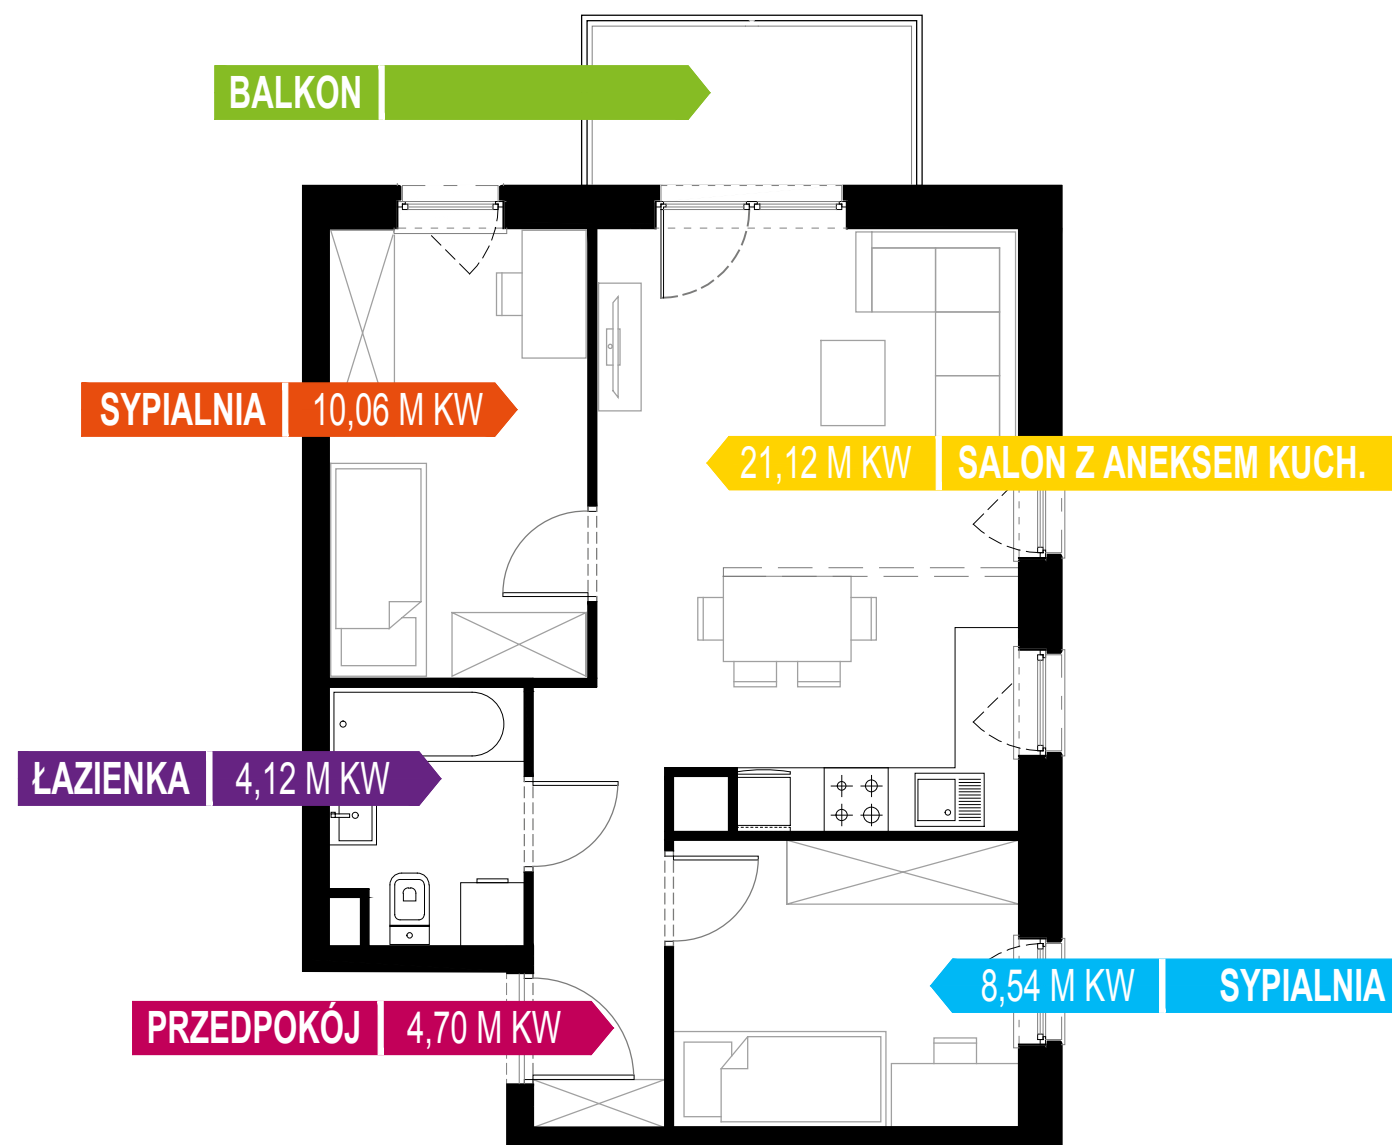 BALKON
SYPIALNIA 10,06 M KW
21,12 M KW SALON Z ANEKSEM KUCH.
ŁAZIENKA 4,12 M KW
8,54 M KW SYPIALNIA
PRZEDPOKÓJ 4,70 M KW